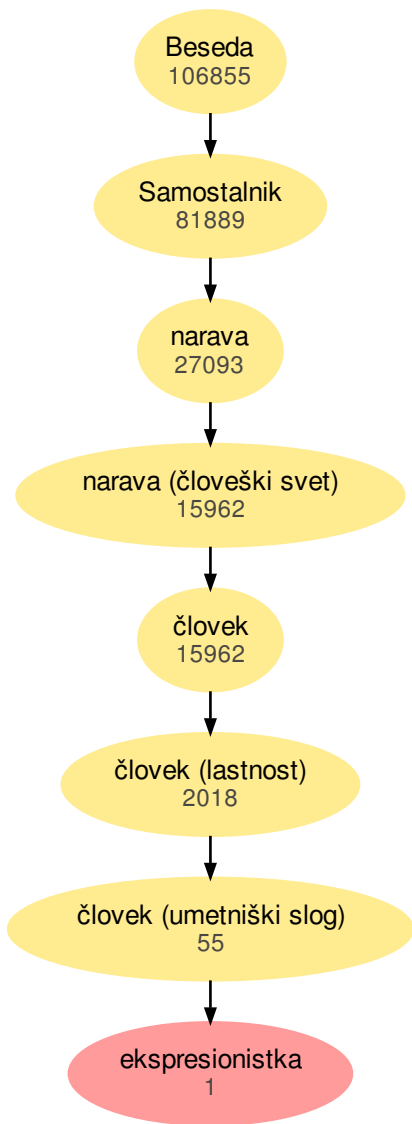 Beseda
106855
Samostalnik
81889
narava
27093
narava (človeški svet)
15962
človek
15962
človek (lastnost)
2018
človek (umetniški slog)
55
ekspresionistka
1